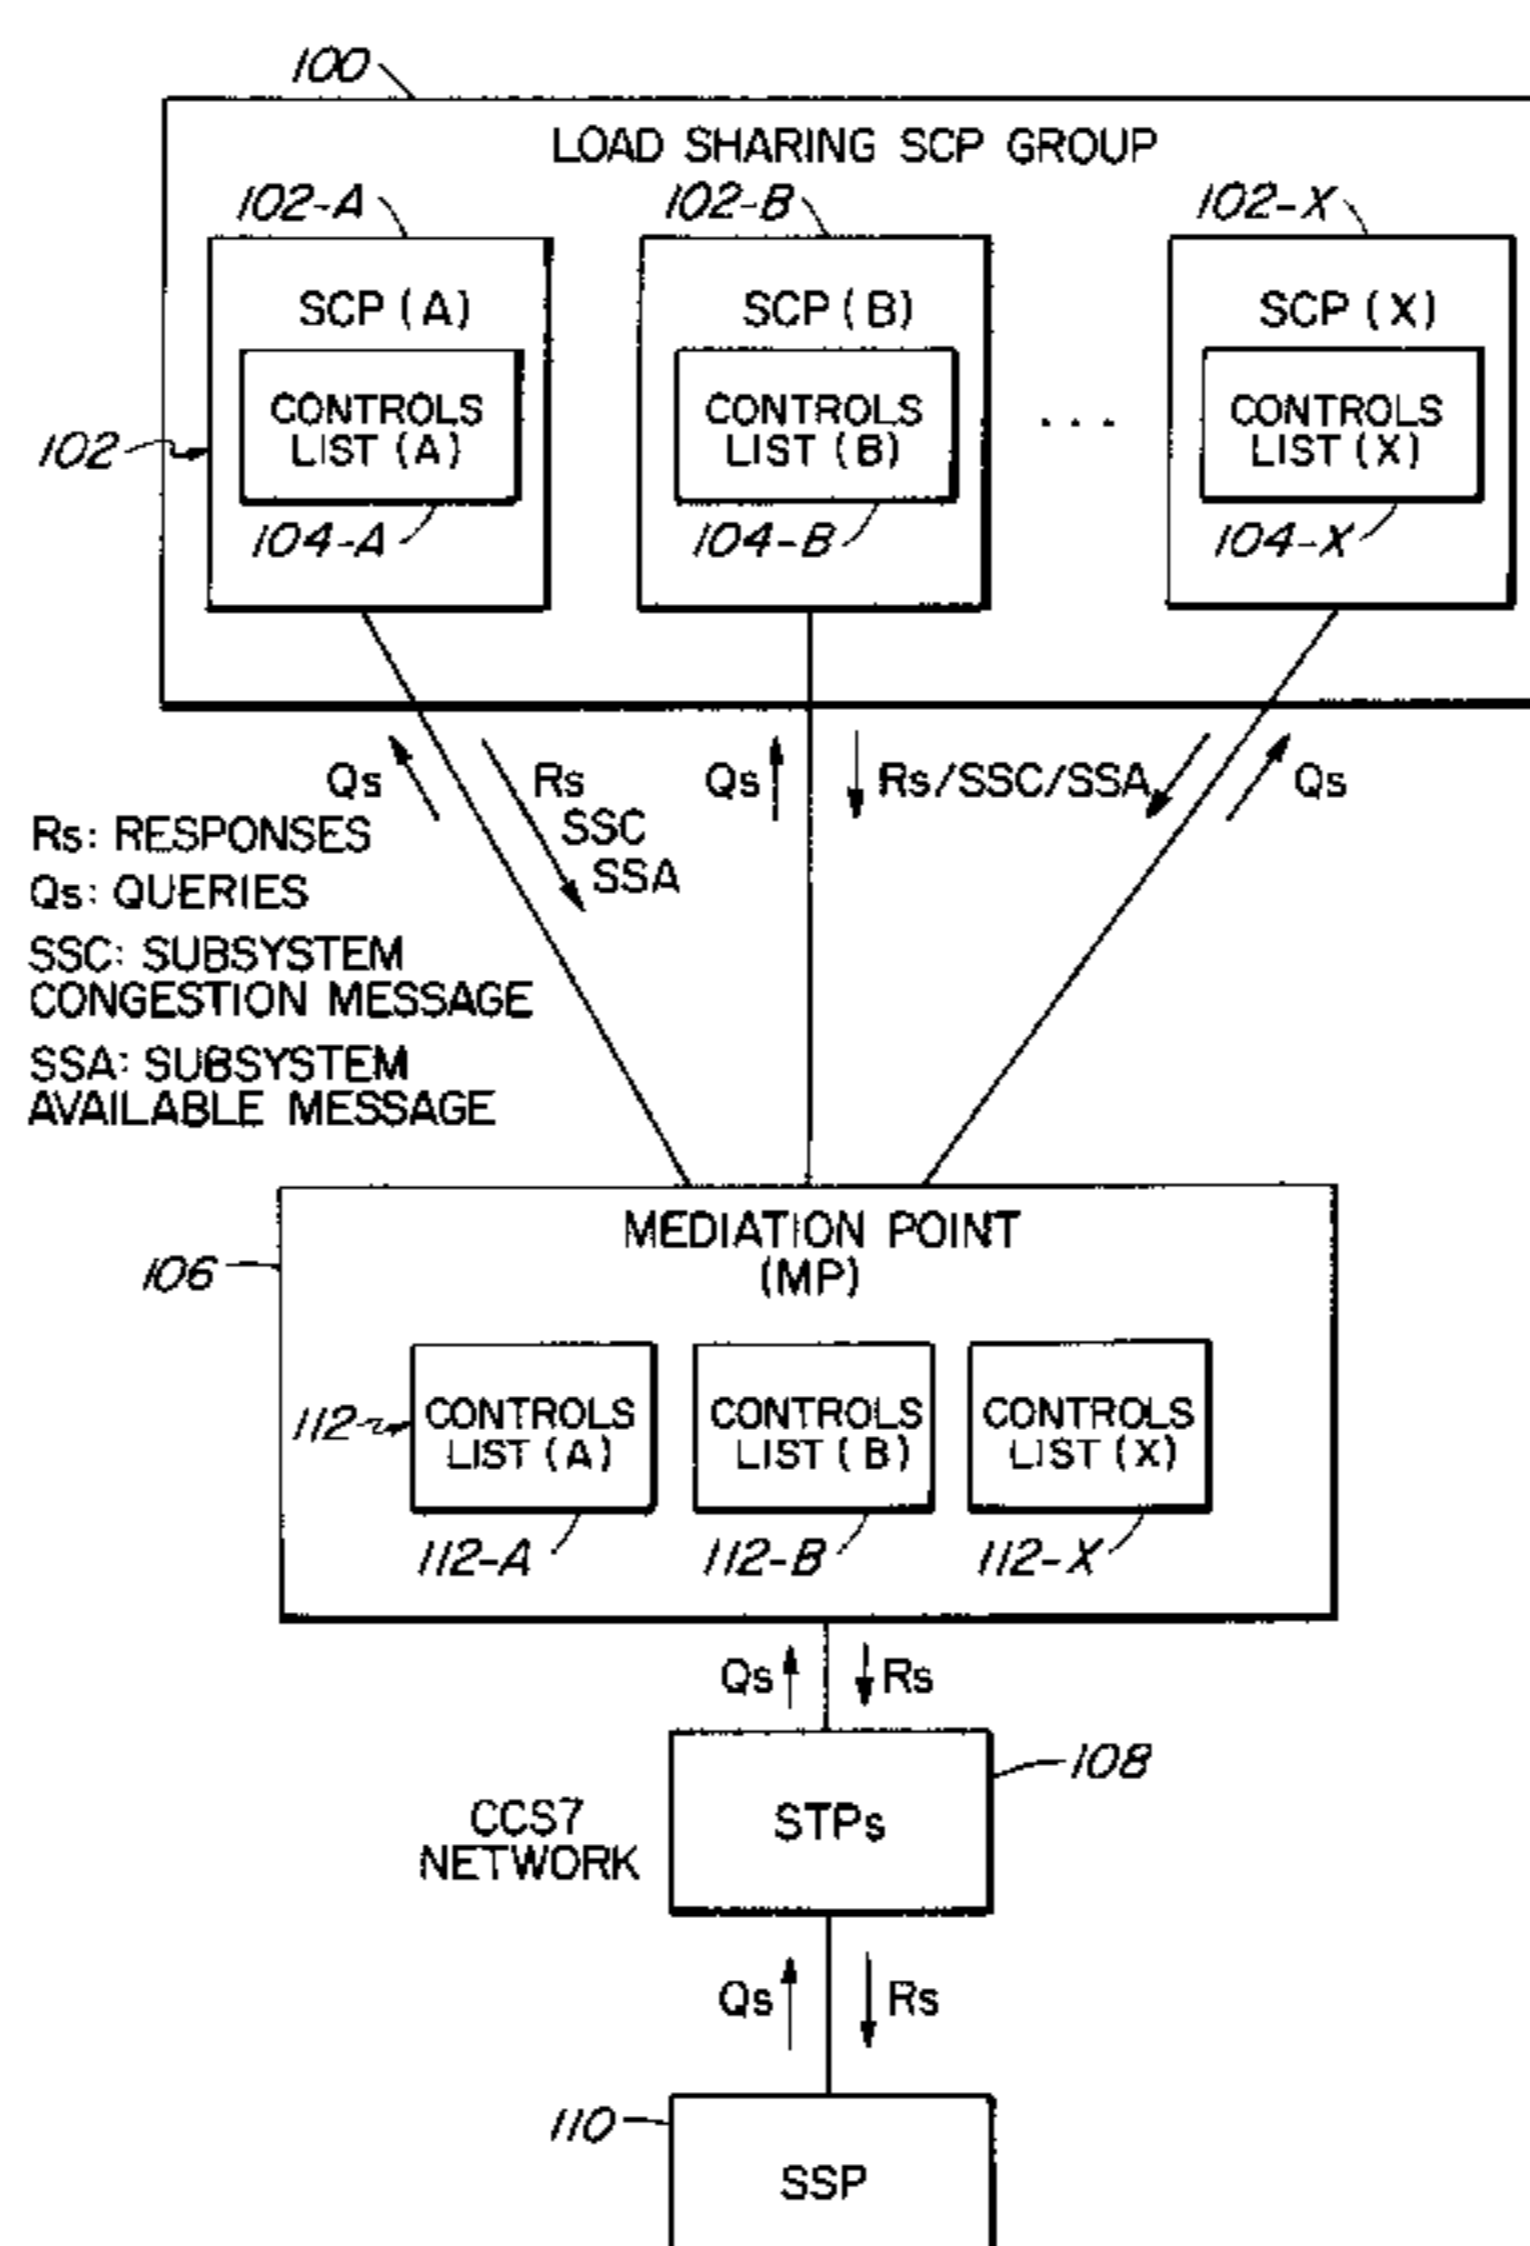 100
LOAD SHARING SCP GROUP
102-A
102-B
102-X
SCP (A)
SCP (B)
SCP (X)
CONTROLS
LIST (A)
CONTROLS
LIST (B)
...
CONTROLS
LIST (X)
102
104-A
104-B
104-X
Qs
Rs
SSC
SSA
Qs
Rs/SSC/SSA
Qs
Rs: RESPONSES
Qs: QUERIES
SSC: SUBSYSTEM
CONGESTION MESSAGE
SSA: SUBSYSTEM
AVAILABLE MESSAGE
MEDIATION POINT
(MP)
106
112
CONTROLS
LIST (A)
CONTROLS
LIST (B)
CONTROLS
LIST (X)
112-A
112-B
112-X
Qs
Rs
108
STPs
CCS7
NETWORK
Qs
Rs
110
SSP